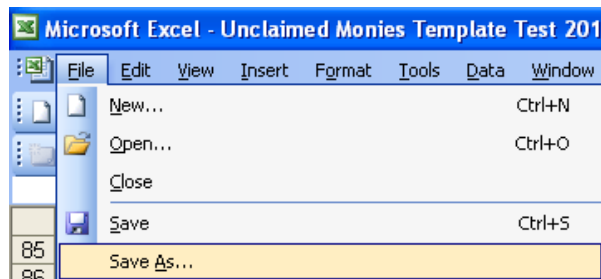 Microsoft Excel - Unclaimed Monies Template Test 201
File Edit View Insert Format Tools Data Window
New... Ctrl+N
Open... Ctrl+O
Close
Save Ctrl+S
85
Save As...
86